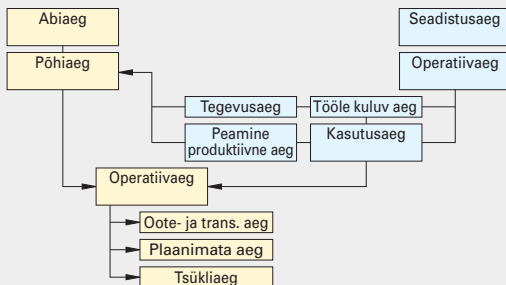 Abiaeg
Seadistusaeg
Põhiaeg
Operatiivaeg
Tegevusaeg
Tööle kuluv aeg
Peamine
produktiivne aeg
Kasutusaeg
Operatiivaeg
Oote- ja trans. aeg
Plaanimata aeg
Tsükliaeg